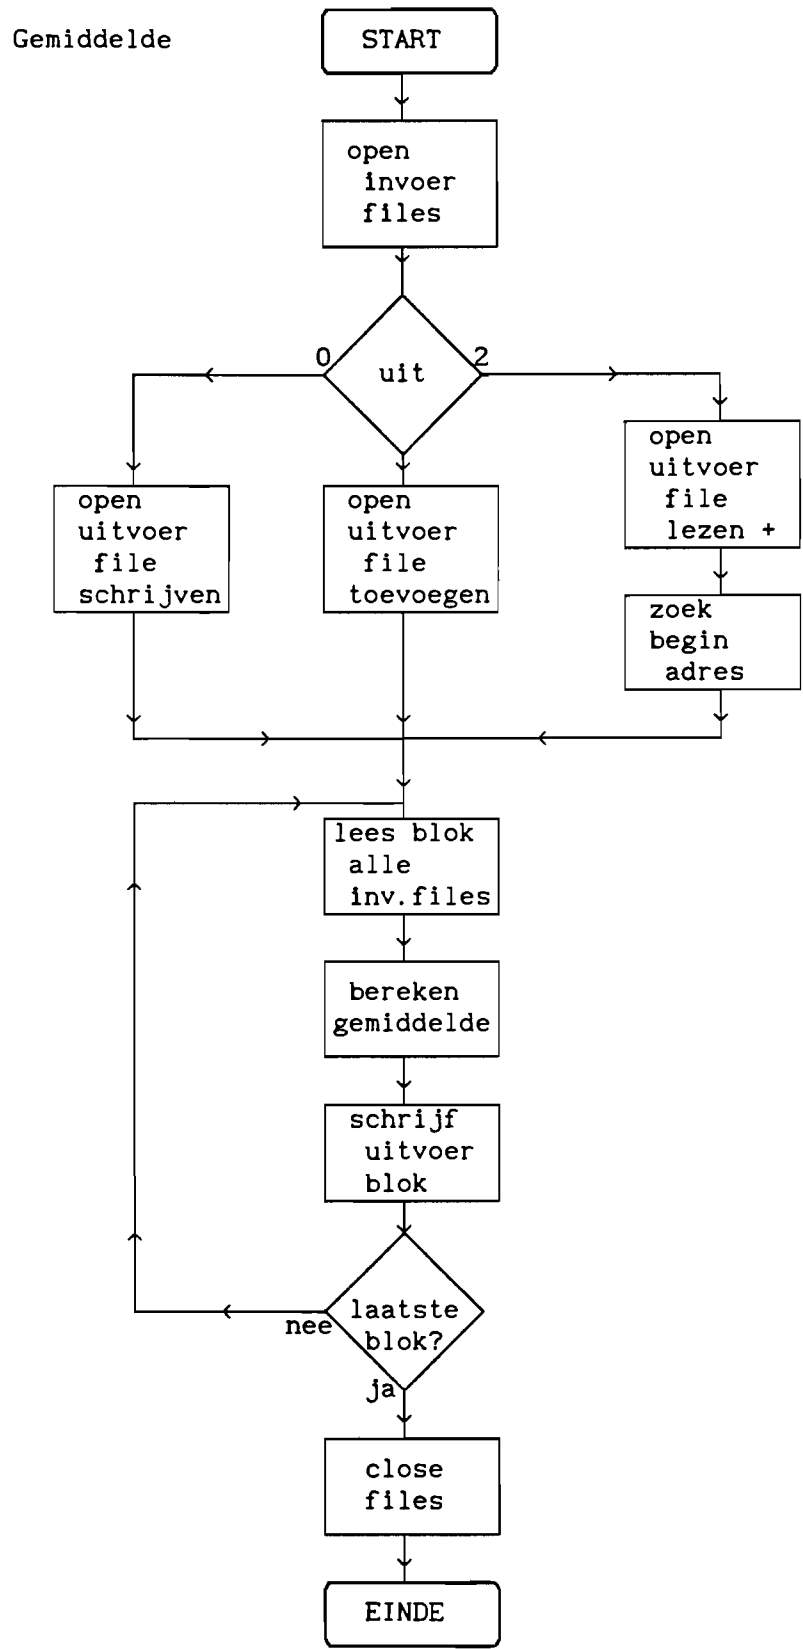 Gemiddelde
START
open
invoer
files
0
2
uit
open
uitvoer
file
schrijven
open
uitvoer
file
toevoegen
open
uitvoer
file
lezen +
zoek
begin
adres
lees blok
alle
inv.files
bereken
gemiddelde
schrijf
uitvoer
blok
laatste
blok?
nee
ja
close
files
EINDE